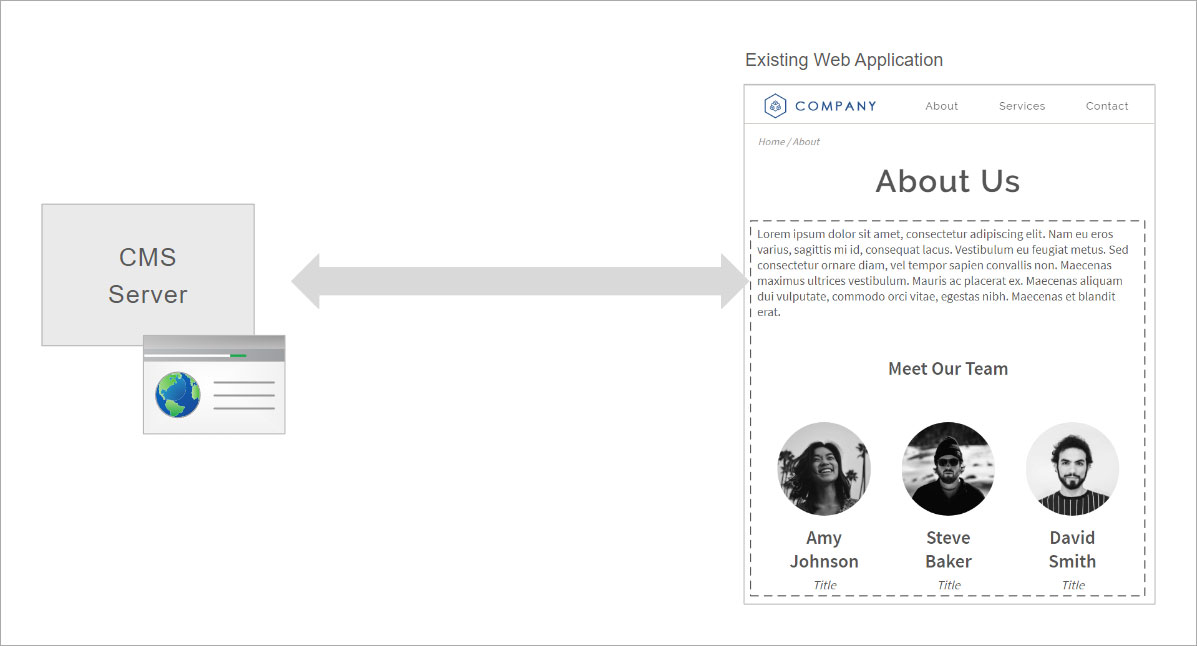 Existing Web Application
COMPANY About Services Contact
Home / About
About Us
CMS
Server
Lorem ipsum dolor sit amet, consectetur adipiscing elit. Nam eu eros
varius, sagittis mi id, consequat lacus. Vestibulum eu feugiat metus. Sed
consectetur ornare diam, vel tempor sapien convallis non. Maecenas
maximus ultrices vestibulum. Mauris ac placerat ex. Maecenas aliquam
dui vulputate, commodo orci vitae, egestas nibh. Maecenas et blandit
erat.
Meet Our Team
Amy
Johnson
Title
Steve
Baker
Title
David
Smith
Title